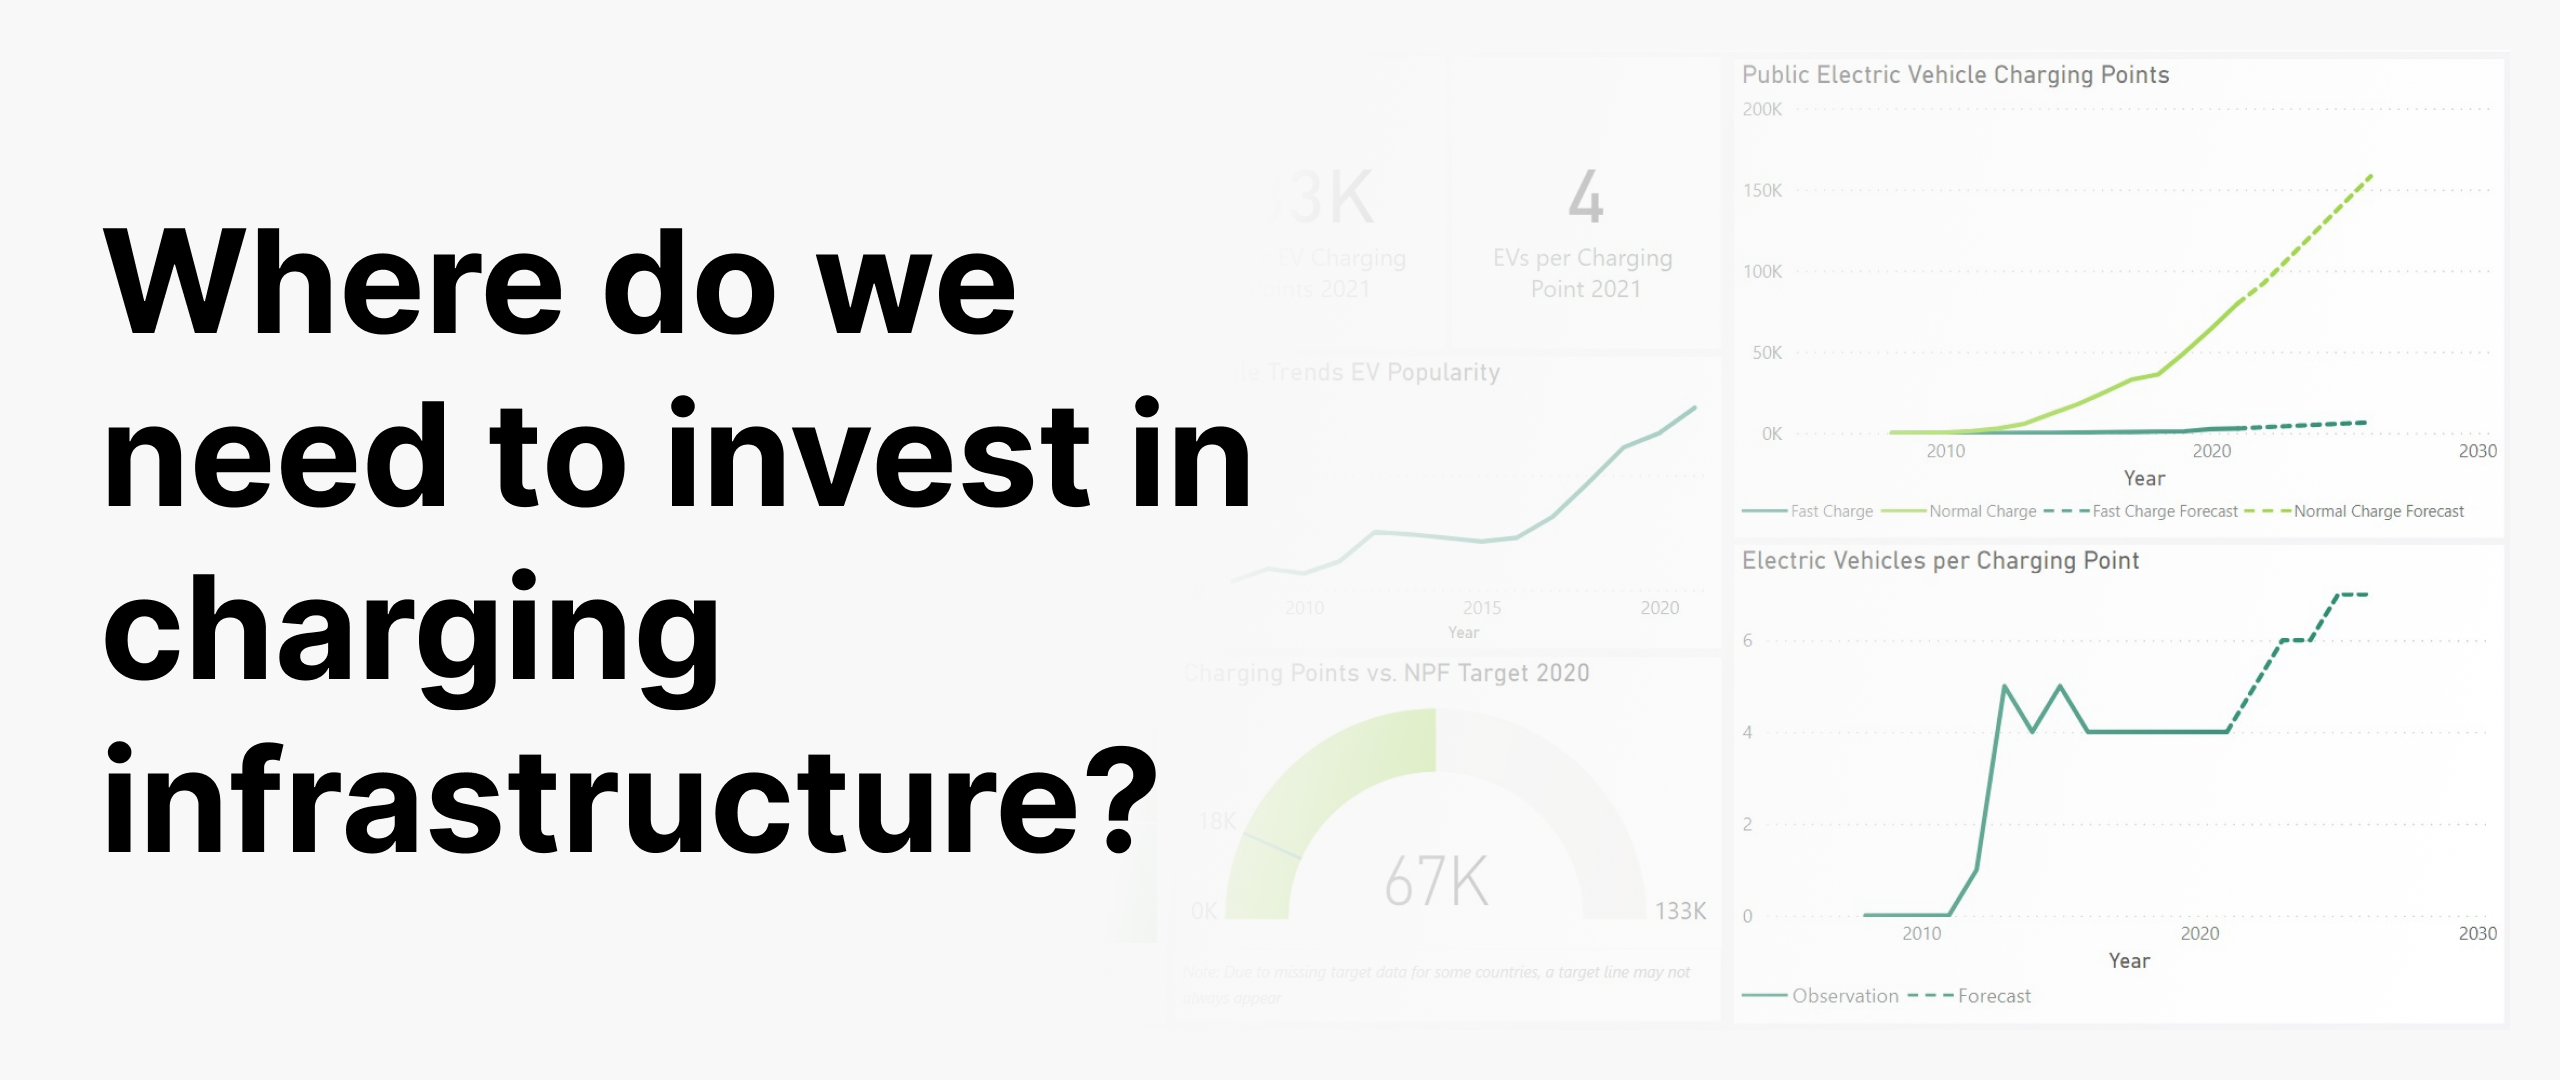 Where do we
need to invest in
charging
infrastructure?
3K
EV Charging
2021
4
EVs per Charging
Point 2021
Trends EV Popularity
2010
2015
2020
Year
Charging Points vs. NPF Target 2020
18K
67K
0K
133K
Note: Due to missing target data for some countries, a target line may not
always appear
Public Electric Vehicle Charging Points
200K
150K
100K
50K
0K
2010
2020
2030
Year
Fast Charge Normal Charge Fast Charge Forecast Normal Charge Forecast
Electric Vehicles per Charging Point
6
4
2
0
2010
2020
2030
Year
Observation Forecast